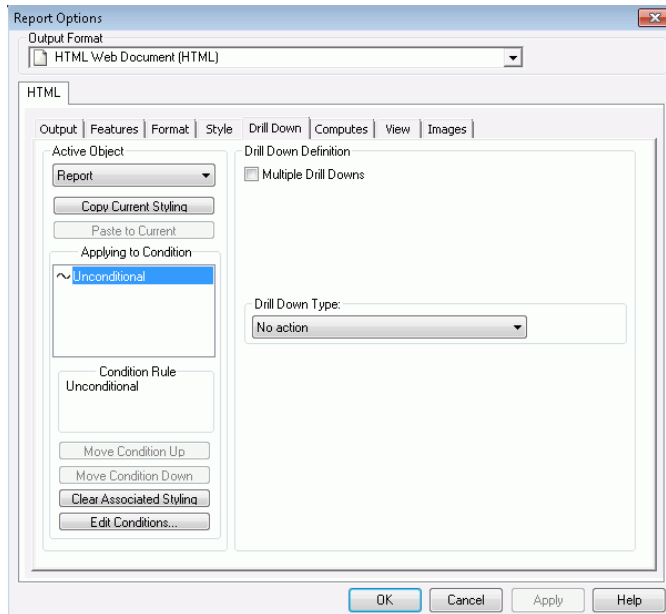 Report Options
Output Format
HTML Web Document (HTML)
HTML
Output Features Format Style Drill Down Computes View Images
Active Object
Report
Copy Current Styling
Paste to Current
Applying to Condition
Unconditional
Condition Rule
Unconditional
Move Condition Up
Move Condition Down
Clear Associated Styling
Edit Conditions...
Drill Down Definition
Multiple Drill Downs
Drill Down Type:
No action
OK Cancel Apply Help